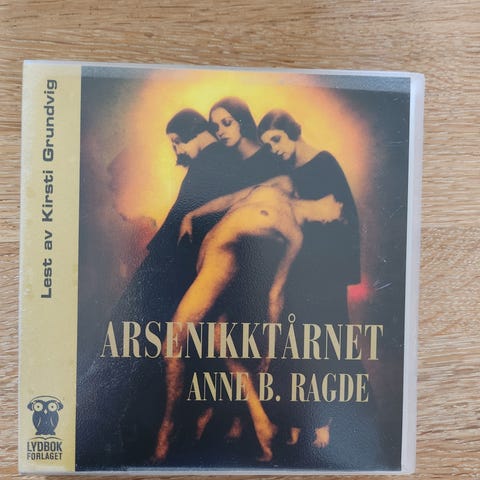 Lest av Kirsti Grundvig
ARSENIKKTÅRNET
ANNE B. RAGDE
LYDBOK
FORLAGET